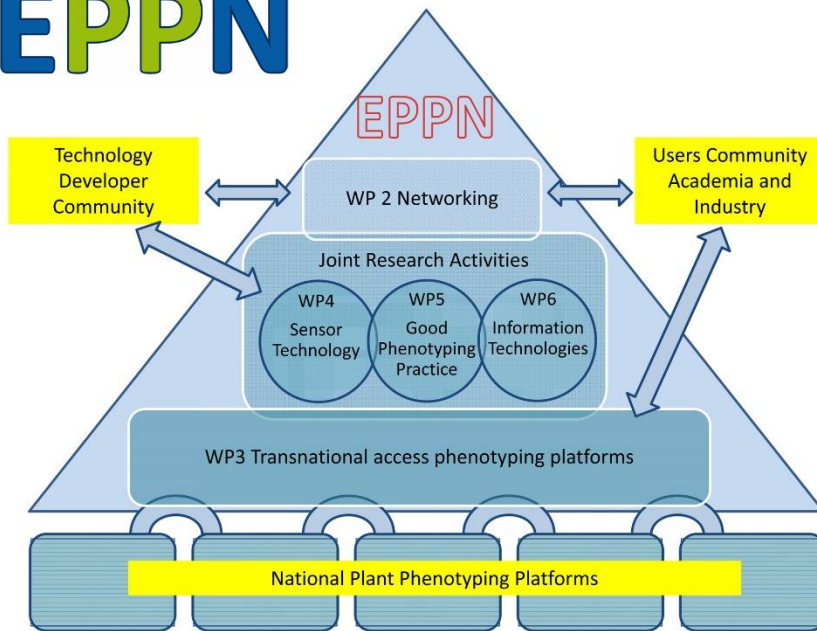 EPPN
EPPN
Technology
Developer
Community
Users Community
Academia and
Industry
WP 2 Networking
Joint Research Activities
WP4
Sensor
Technology
WP5
Good
Phenotyping
Practice
WP6
Information
Technologies
WP3 Transnational access phenotyping platforms
National Plant Phenotyping Platforms